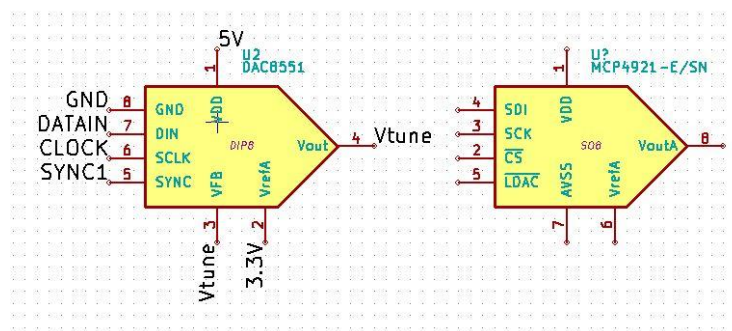 5V
U2
DAC8551
1
VDD
GND 8 GND
DATAIN 7 DIN
CLOCK 6 SCLK
SYNC1 5 SYNC
DIP8
Vout 4 Vtune
VFB
VrefA
3
2
Vtune
3.3V
U?
MCP4921-E/SN
1
VDD
4 SDI
3 SCK
2 CS
5 LDAC
SO8
VoutA 8
AVSS
VrefA
7
6